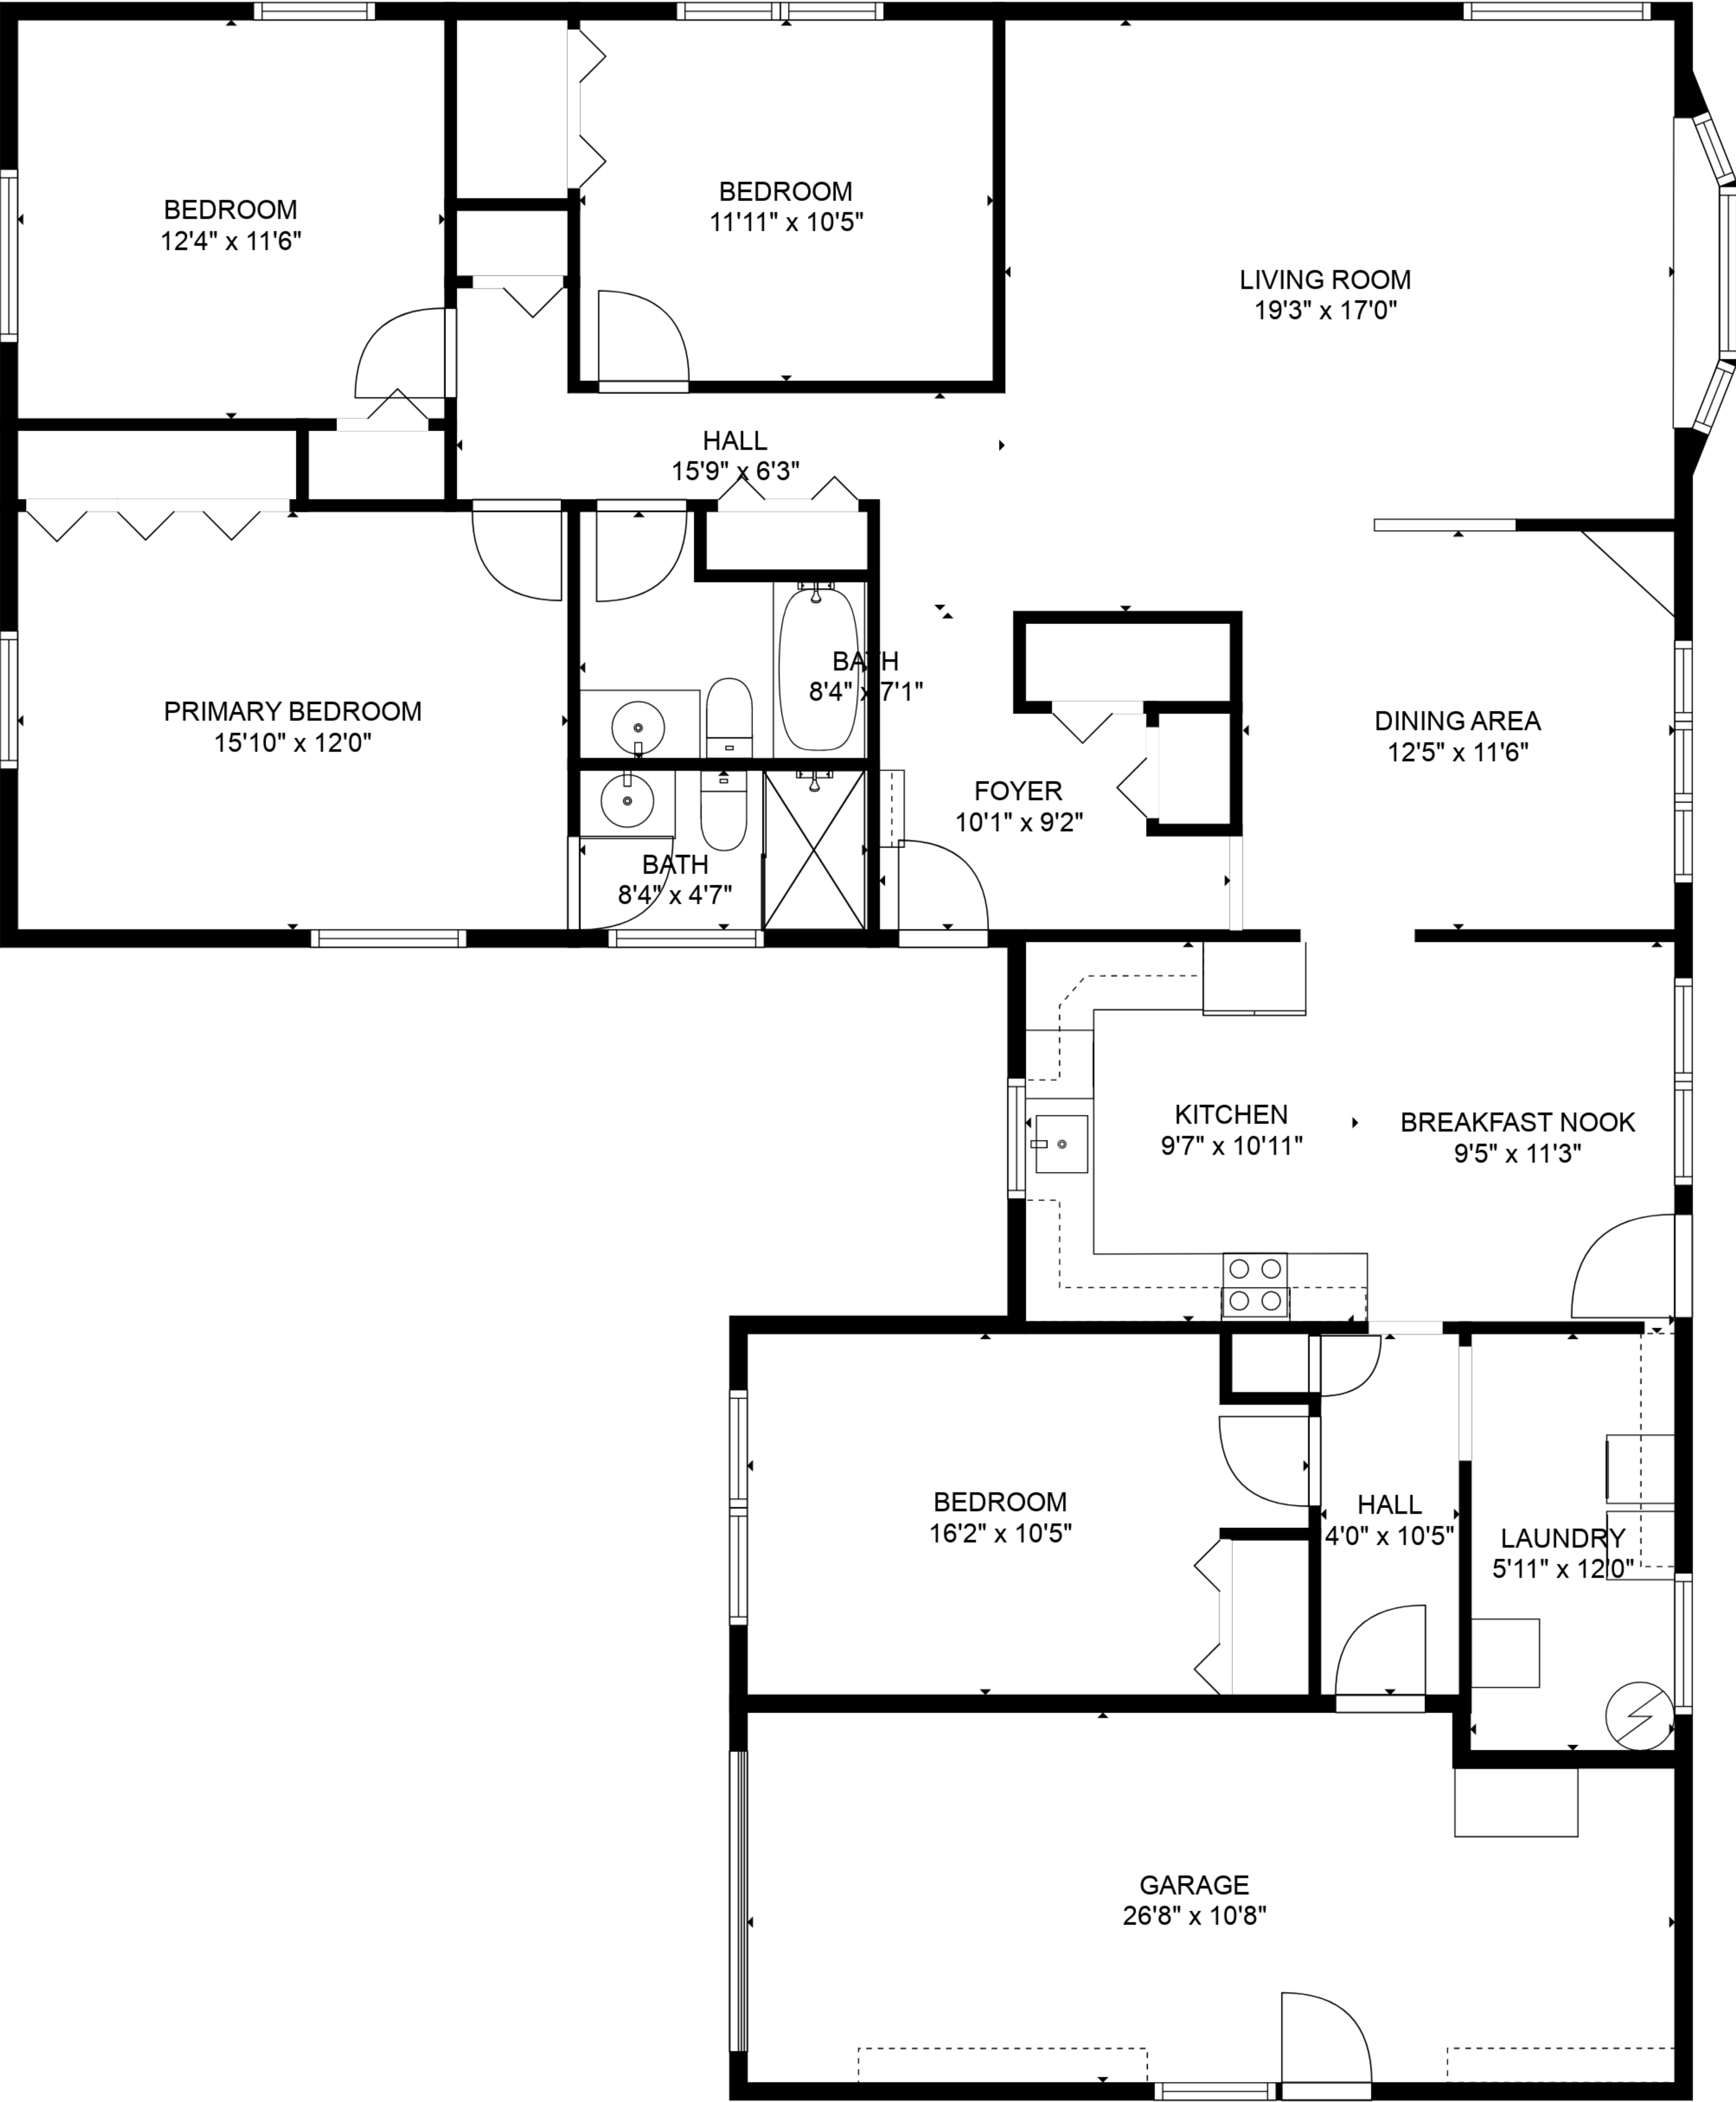 BEDROOM
12'4" x 11'6"
BEDROOM
11'11" x 10'5"
LIVING ROOM
19'3" x 17'0"
HALL
15'9" x 6'3"
PRIMARY BEDROOM
15'10" x 12'0"
BATH
8'4" x 7'1"
DINING AREA
12'5" x 11'6"
FOYER
10'1" x 9'2"
BATH
8'4" x 4'7"
KITCHEN
9'7" x 10'11"
BREAKFAST NOOK
9'5" x 11'3"
BEDROOM
16'2" x 10'5"
HALL
4'0" x 10'5"
LAUNDRY
5'11" x 12'0"
GARAGE
26'8" x 10'8"